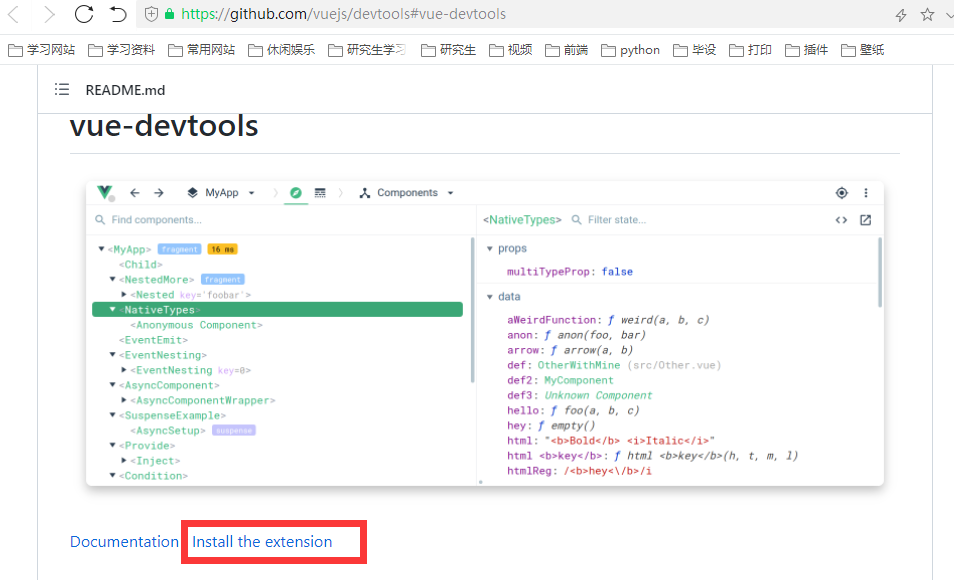 https://github.com/vuejs/devtools#vue-devtools
学习网站 学习资料 常用网站 休闲娱乐 研究生学习 研究生 视频 前端 python 毕设 打印 插件 壁纸
README.md
vue-devtools
MyApp Components
Find components...
<MyApp> fragment 16 ms
<Child>
<NestedMore> fragment
<Nested key='foobar'>
<NativeTypes>
<Anonymous Component>
<EventEmit>
<EventNesting>
<EventNesting key=0>
<AsyncComponent>
<AsyncComponentWrapper>
<SuspenseExample>
<AsyncSetup> suspense
<Provide>
<Inject>
<Condition>
<NativeTypes> Filter state...
props
multiTypeProp: false
data
aWeirdFunction: ƒ weird(a, b, c)
anon: ƒ anon(foo, bar)
arrow: ƒ arrow(a, b)
def: OtherWithMine (src/Other.vue)
def2: MyComponent
def3: Unknown Component
hello: ƒ foo(a, b, c)
hey: ƒ empty()
html: "<b>Bold</b> <i>Italic</i>"
html <b>key</b>: ƒ html <b>key</b>(h, t, m, l)
htmlReg: /<b>hey<\/b>/i
Documentation Install the extension